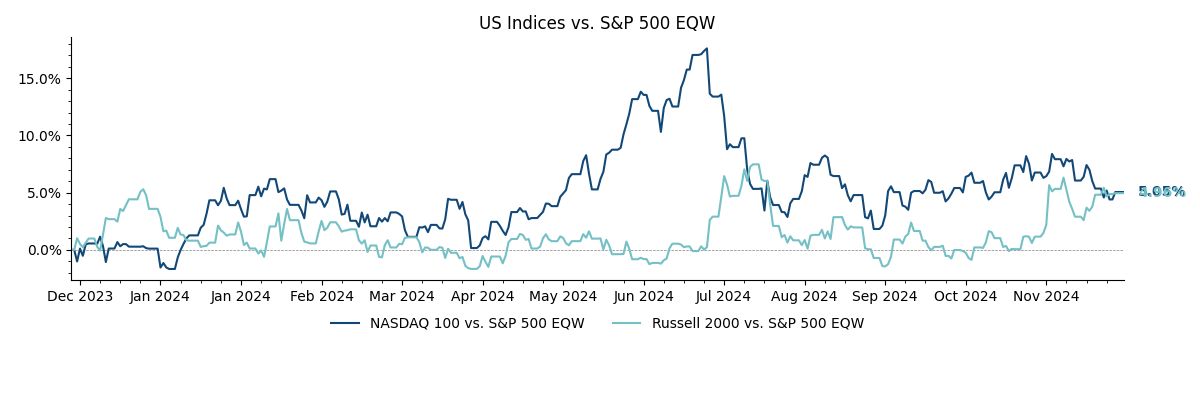 US Indices vs. S&P 500 EQW
15.0%
10.0%
5.0%
0.0%
5.05%
Dec 2023 Jan 2024 Jan 2024 Feb 2024 Mar 2024 Apr 2024 May 2024 Jun 2024 Jul 2024 Aug 2024 Sep 2024 Oct 2024 Nov 2024
NASDAQ 100 vs. S&P 500 EQW Russell 2000 vs. S&P 500 EQW